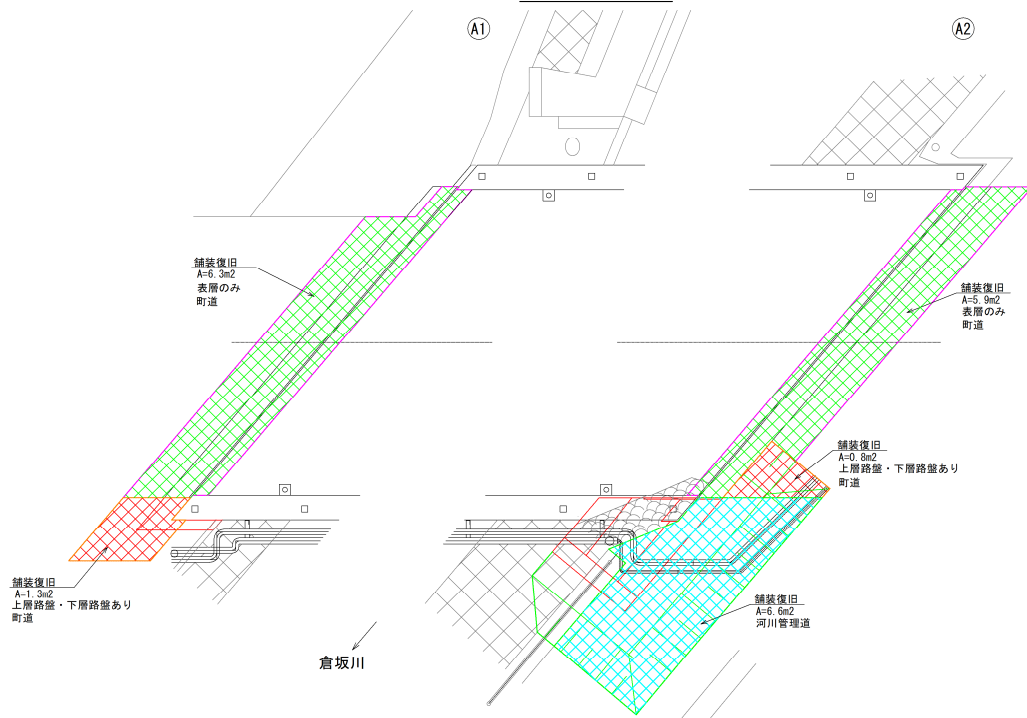 A1
A2
舗装復旧
A=6.3m2
表層のみ
町道
舗装復旧
A=5.9m2
表層のみ
町道
舗装復旧
A=0.8m2
上層路盤・下層路盤あり
町道
舗装復旧
A=1.3m2
上層路盤・下層路盤あり
町道
舗装復旧
A=6.6m2
河川管理道
倉坂川